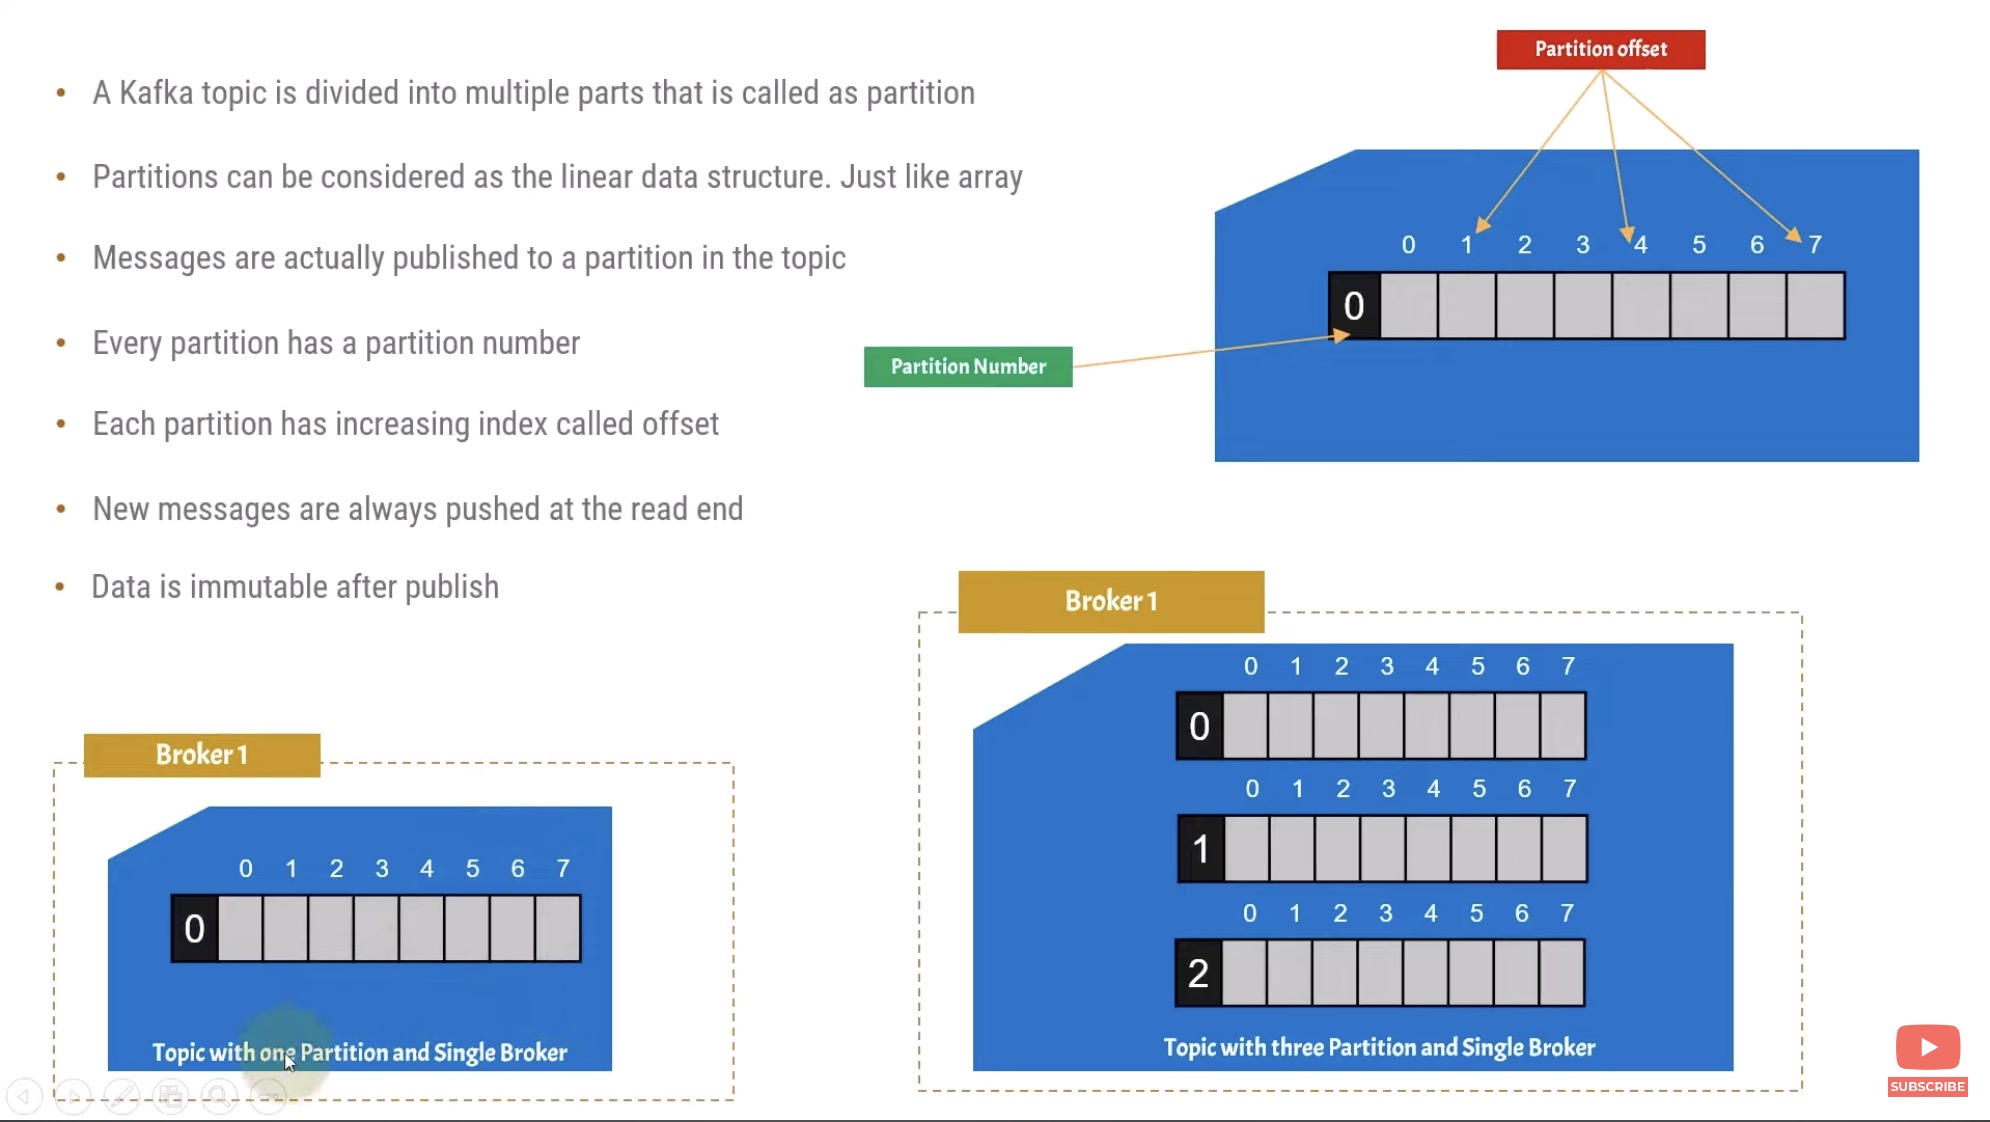 • A Kafka topic is divided into multiple parts that is called as partition
• Partitions can be considered as the linear data structure. Just like array
• Messages are actually published to a partition in the topic
• Every partition has a partition number
• Each partition has increasing index called offset
• New messages are always pushed at the read end
• Data is immutable after publish
Partition offset
0 1 2 3 4 5 6 7
0
Partition Number
Broker 1
0 1 2 3 4 5 6 7
0
Topic with one Partition and Single Broker
Broker 1
0 1 2 3 4 5 6 7
0
0 1 2 3 4 5 6 7
1
0 1 2 3 4 5 6 7
2
Topic with three Partition and Single Broker
SUBSCRIBE